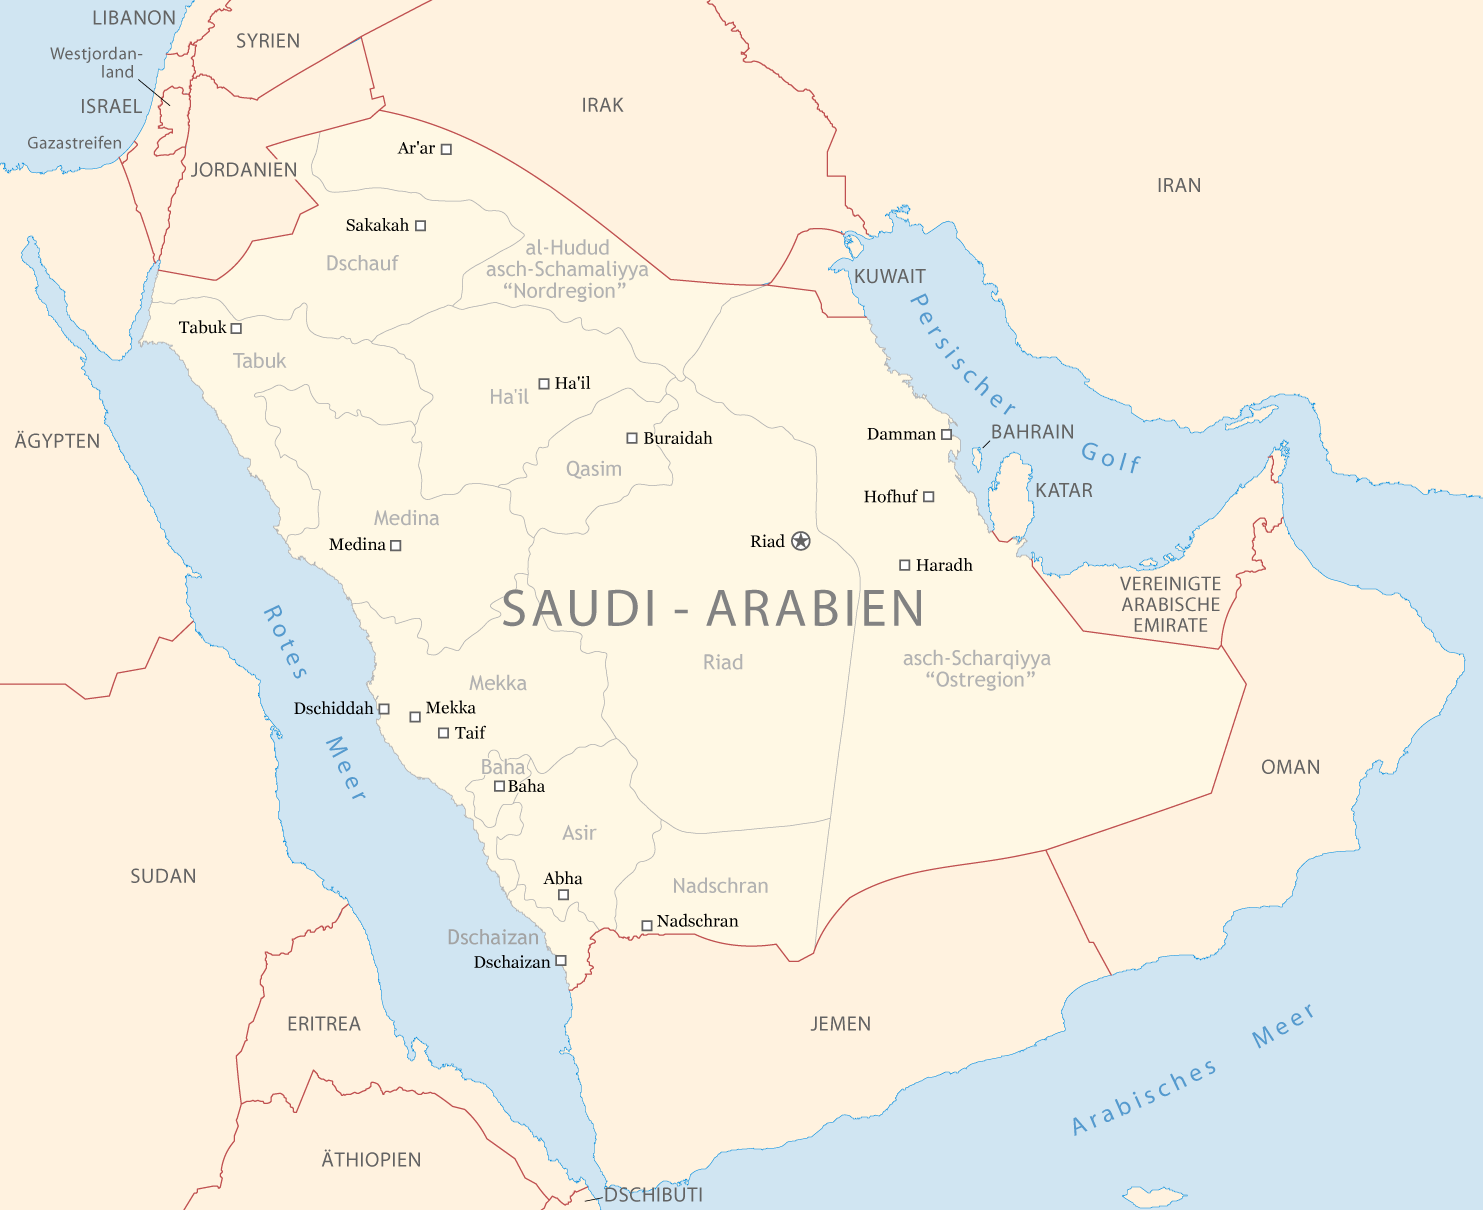 LIBANON
SYRIEN
Westjordan-
land
ISRAEL
IRAK
Gazastreifen
Ar'ar
JORDANIEN
IRAN
Sakakah
al-Hudud
asch-Schamaliyya
“Nordregion”
Dschauf
KUWAIT
Persischer Golf
Tabuk
Tabuk
Ha'il
Ha'il
ÄGYPTEN
Buraidah
Damman
BAHRAIN
Qasim
KATAR
Hofhuf
Medina
Medina
Riad
Haradh
VEREINIGTE
ARABISCHE
EMIRATE
SAUDI - ARABIEN
Rotes Meer
Riad
asch-Scharqiyya
“Ostregion”
Mekka
Dschiddah
Mekka
Taif
Baha
Baha
OMAN
Asir
SUDAN
Abha
Nadschran
Nadschran
Dschaizan
Dschaizan
ERITREA
JEMEN
Arabisches Meer
ÄTHIOPIEN
DSCHIBUTI